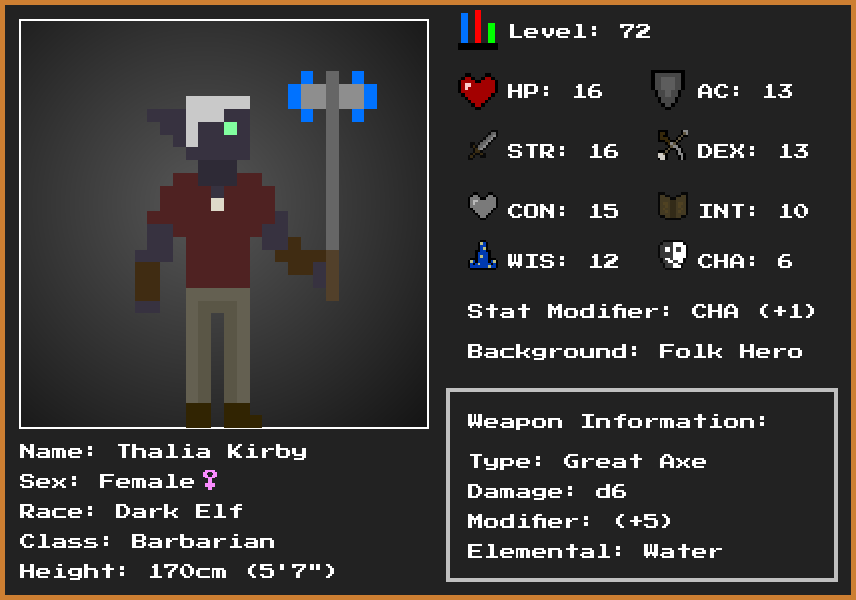 Level: 72
HP: 16 AC: 13
STR: 16 DEX: 13
CON: 15 INT: 10
WIS: 12 CHA: 6
Stat Modifier: CHA (+1)
Background: Folk Hero
Weapon Information:
Type: Great Axe
Damage: d6
Modifier: (+5)
Elemental: Water
Name: Thalia Kirby
Sex: Female♀
Race: Dark Elf
Class: Barbarian
Height: 170cm (5'7")